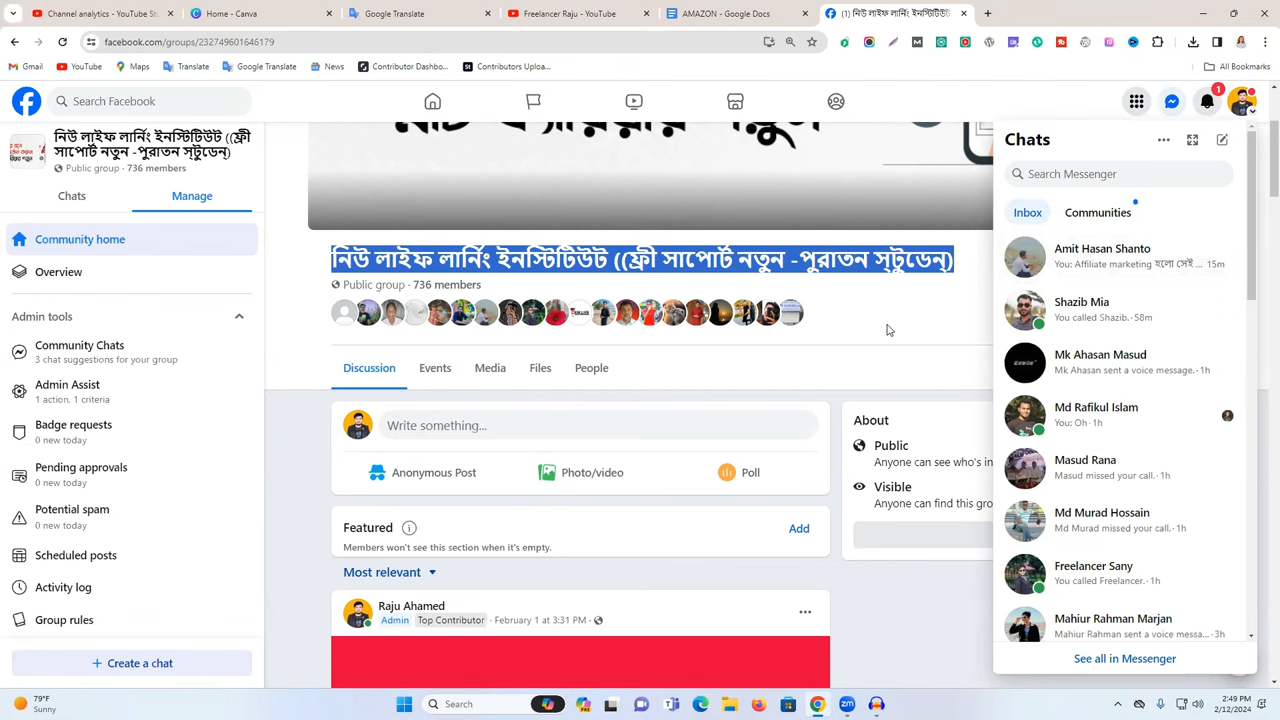 Channel analytics - YouTube St
Home - Canva
Google Translate
Freelancer Raju - YouTube
AMAZON - Google Docs
(1) নিউ লাইফ লার্নিং ইনস্টিটিউট
facebook.com/groups/232749601646179
Gmail
YouTube
Maps
Translate
Google Translate
News
Contributor Dashbo...
Contributors Uploa...
All Bookmarks
Search Facebook
1
নিউ লাইফ লার্নিং ইনস্টিটিউট ((ফ্রী
সাপোর্ট নতুন -পুরাতন স্টুডেন্ট)
Public group · 736 members
Chats
Manage
Community home
Overview
Admin tools
Community Chats
3 chat suggestions for your group
Admin Assist
1 action, 1 criteria
Badge requests
0 new today
Pending approvals
0 new today
Potential spam
0 new today
Scheduled posts
Activity log
Group rules
+ Create a chat
নিউ লাইফ লার্নিং ইনস্টিটিউট ((ফ্রী সাপোর্ট নতুন -পুরাতন স্টুডেন্ট)
Public group · 736 members
Discussion
Events
Media
Files
People
Write something...
Anonymous Post
Photo/video
Poll
Featured
Add
Members won't see this section when it's empty.
Most relevant
Raju Ahamed
Admin
Top Contributor
· February 1 at 3:31 PM ·
About
Public
Anyone can see who's in
Visible
Anyone can find this gro
Chats
Search Messenger
Inbox
Communities
Amit Hasan Shanto
You: Affiliate marketing হলো সেই ... · 15m
Shazib Mia
You called Shazib. · 58m
Mk Ahasan Masud
Mk Ahasan sent a voice message. · 1h
Md Rafikul Islam
You: Oh · 1h
Masud Rana
Masud missed your call. · 1h
Md Murad Hossain
Md Murad missed your call. · 1h
Freelancer Sany
You called Freelancer. · 1h
Mahiur Rahman Marjan
Mahiur Rahman sent a voice messa... · 3h
See all in Messenger
79°F
Sunny
Search
2:49 PM
2/12/2024